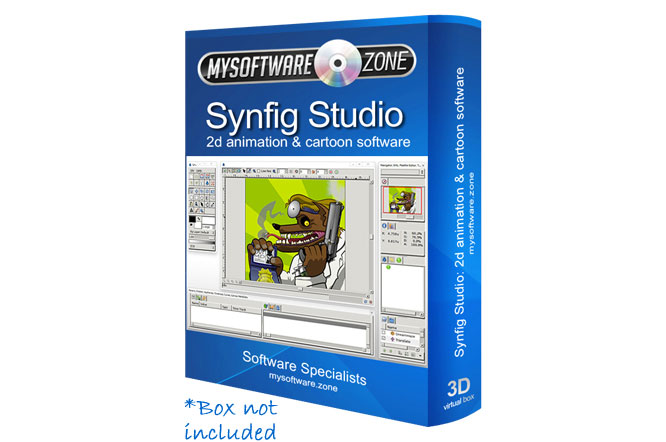 MYSOFTWARE ZONE
Synfig Studio
2d animation & cartoon software
Software Specialists
mysoftware.zone
Synfig Studio: 2d animation & cartoon software
mysoftware.zone
3D
virtual box
*Box not
included